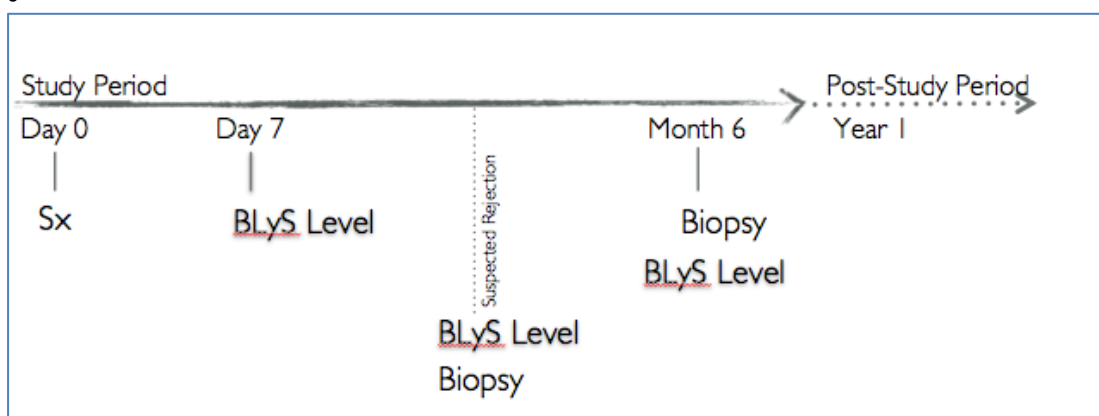 Study Period
Post-Study Period
Day 0
Day 7
Month 6
Year 1
Sx
BLyS Level
Suspected Rejection
Biopsy
BLyS Level
BLyS Level
Biopsy